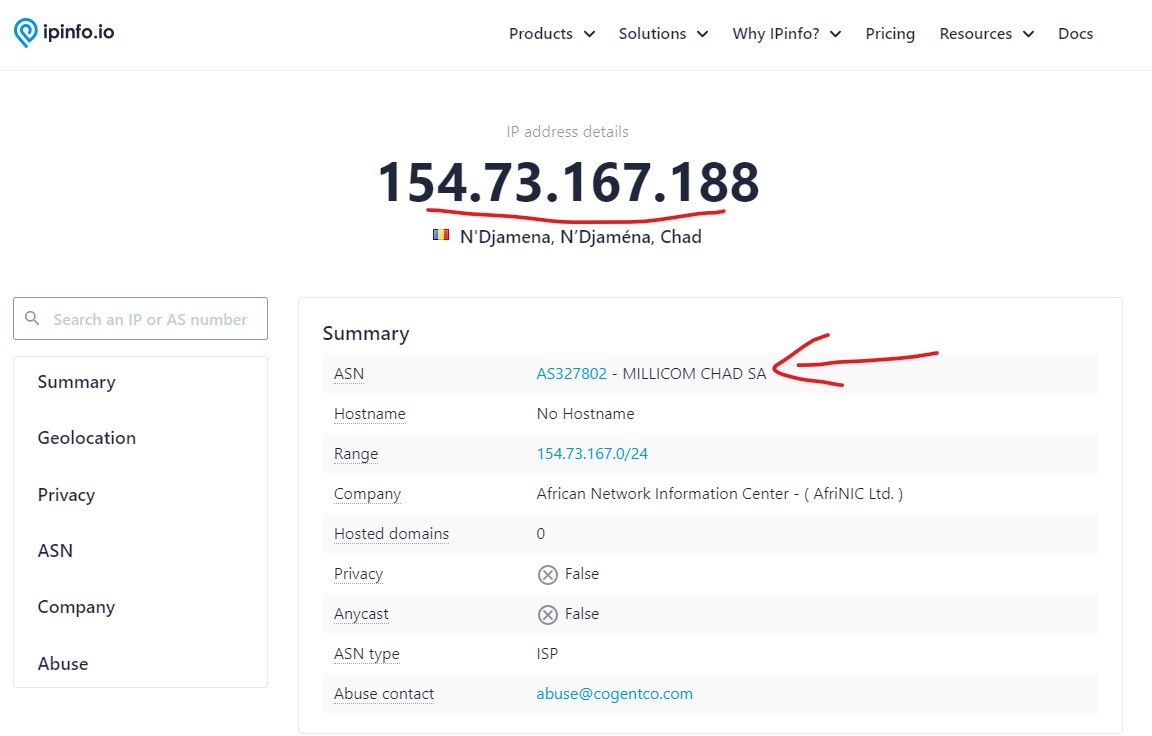 ipinfo.io
Products Solutions Why IPinfo? Pricing Resources Docs
IP address details
154.73.167.188
N'Djamena, N’Djaména, Chad
Search an IP or AS number
Summary
Geolocation
Privacy
ASN
Company
Abuse
Summary
ASN AS327802 - MILLICOM CHAD SA
Hostname No Hostname
Range 154.73.167.0/24
Company African Network Information Center - ( AfriNIC Ltd. )
Hosted domains 0
Privacy False
Anycast False
ASN type ISP
Abuse contact abuse@cogentco.com